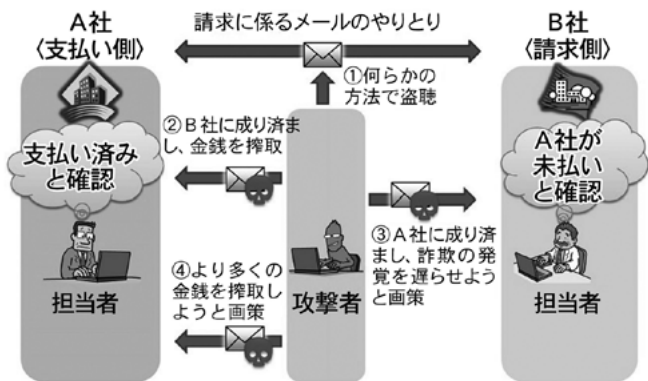 A社
〈支払い側〉
請求に係るメールのやりとり
B社
〈請求側〉
①何らかの
方法で盗聴
②B社に成り済ま
し、金銭を搾取
支払い済み
と確認
A社が
未払い
と確認
③A社に成り済
まし、詐欺の発
覚を遅らせよう
と画策
④より多くの
金銭を搾取し
ようと画策
担当者
攻撃者
担当者